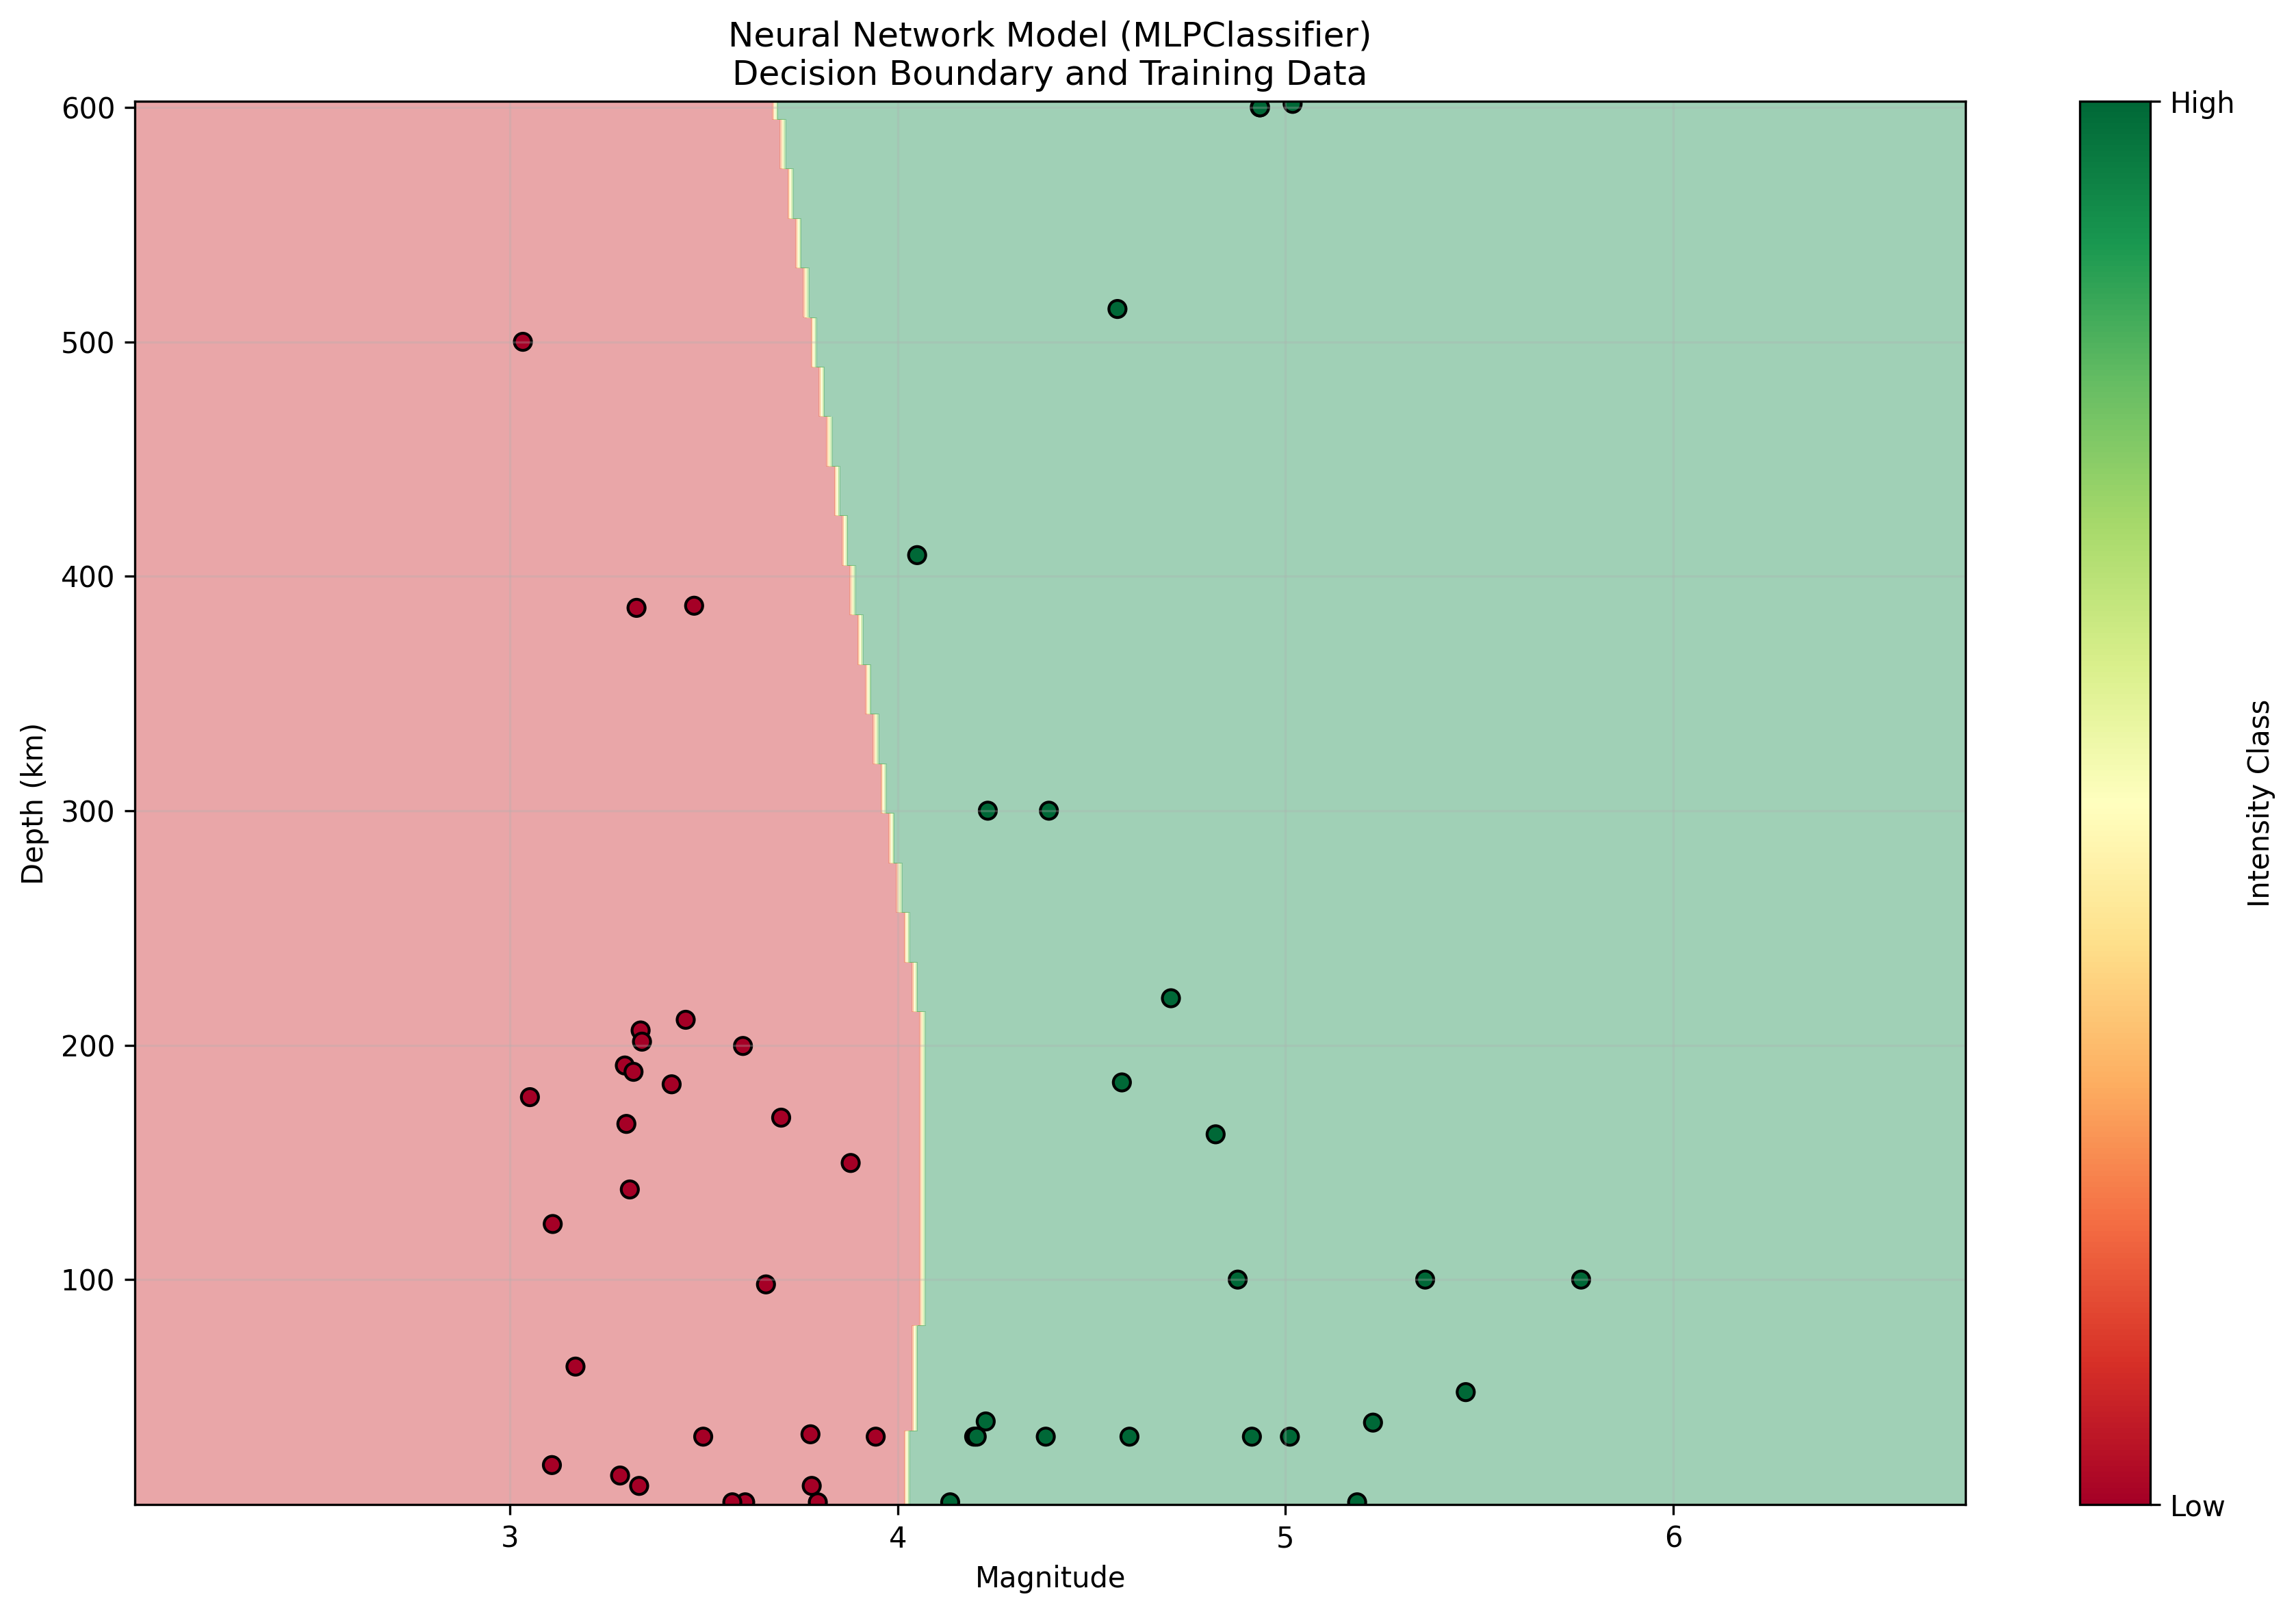 Neural Network Model (MLPClassifier)
Decision Boundary and Training Data
600
500
400
300
200
100
Depth (km)
3
4
5
6
Magnitude
High
Low
Intensity Class